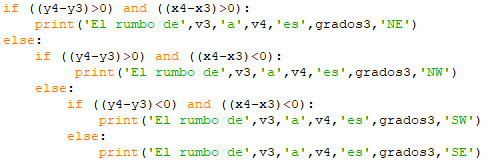 if ((y4-y3)>0) and ((x4-x3)>0):
    print('El rumbo de',v3,'a',v4,'es',grados3,'NE')
else:
    if ((y4-y3)>0) and ((x4-x3)<0):
        print('El rumbo de',v3,'a',v4,'es',grados3,'NW')
    else:
        if ((y4-y3)<0) and ((x4-x3)<0):
            print('El rumbo de',v3,'a',v4,'es',grados3,'SW')
        else:
            print('El rumbo de',v3,'a',v4,'es',grados3,'SE')